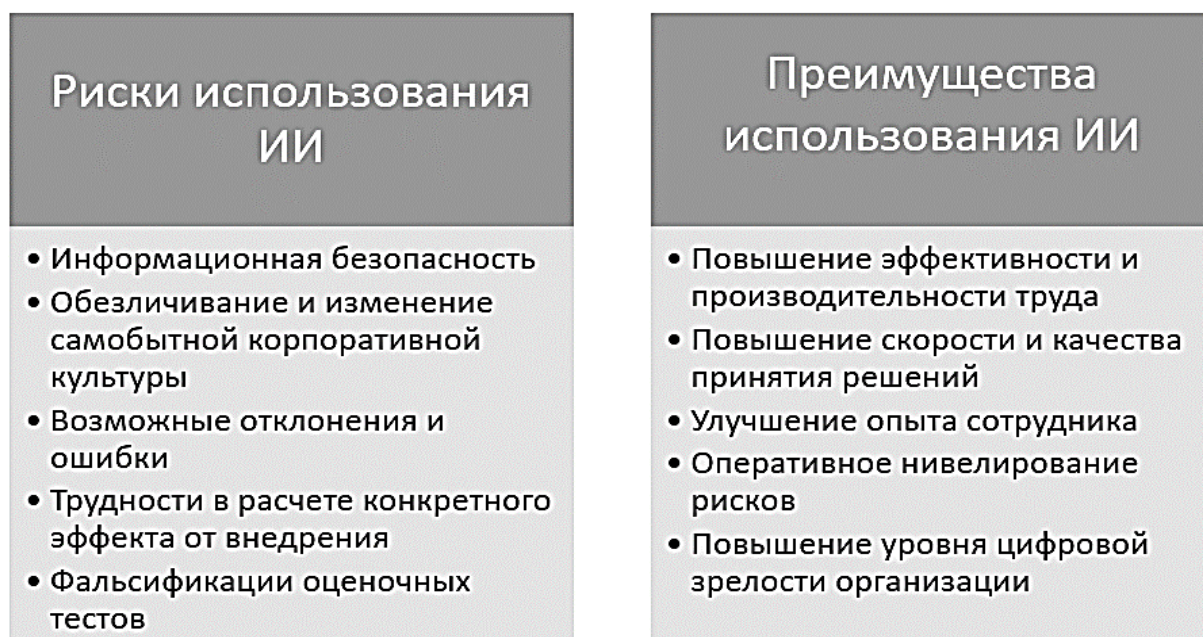 Риски использования
ИИ
• Информационная безопасность
• Обезличивание и изменение
самобытной корпоративной
культуры
• Возможные отклонения и
ошибки
• Трудности в расчете конкретного
эффекта от внедрения
• Фальсификации оценочных
тестов
Преимущества
использования ИИ
• Повышение эффективности и
производительности труда
• Повышение скорости и качества
принятия решений
• Улучшение опыта сотрудника
• Оперативное нивелирование
рисков
• Повышение уровня цифровой
зрелости организации